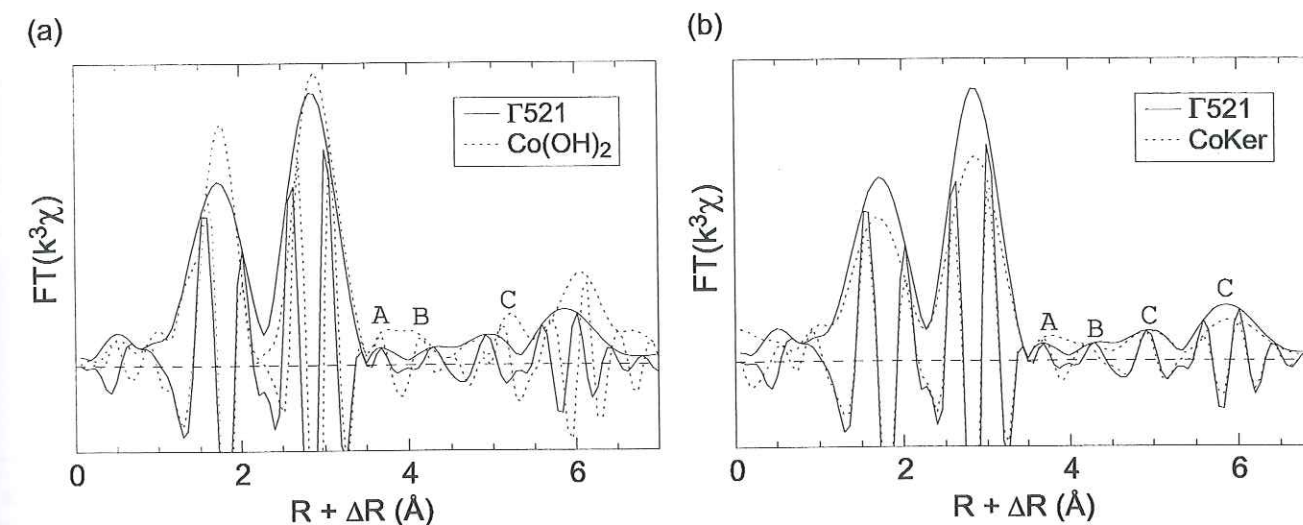 (a)
FT(k³χ)
Γ521
Co(OH)₂
A
B
C
0
2
4
6
R + ΔR (Å)
(b)
FT(k³χ)
Γ521
CoKer
A
B
C
C
0
2
4
6
R + ΔR (Å)